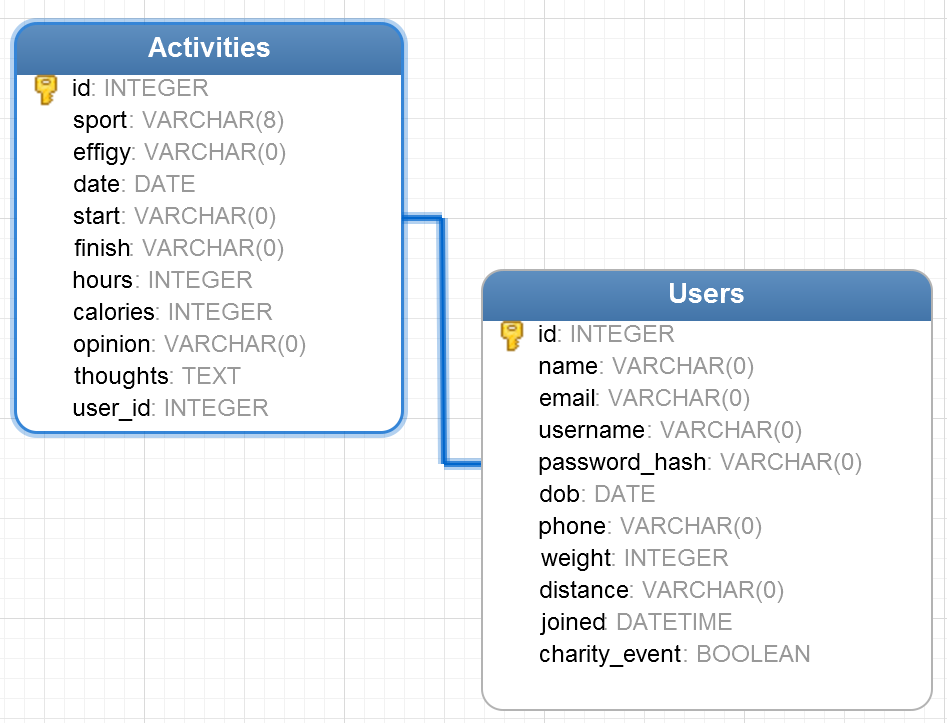 Activities
id: INTEGER
sport: VARCHAR(8)
effigy: VARCHAR(0)
date: DATE
start: VARCHAR(0)
finish: VARCHAR(0)
hours: INTEGER
calories: INTEGER
opinion: VARCHAR(0)
thoughts: TEXT
user_id: INTEGER
Users
id: INTEGER
name: VARCHAR(0)
email: VARCHAR(0)
username: VARCHAR(0)
password_hash: VARCHAR(0)
dob: DATE
phone: VARCHAR(0)
weight: INTEGER
distance: VARCHAR(0)
joined: DATETIME
charity_event: BOOLEAN